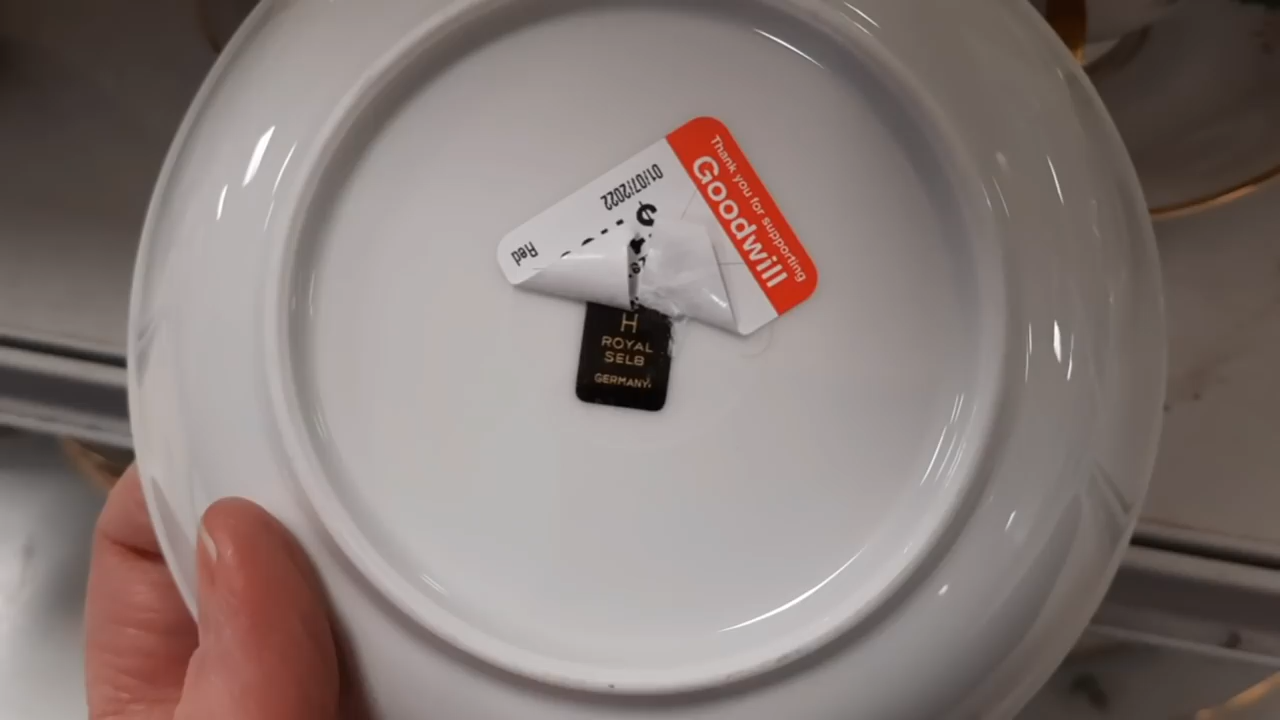 Thank you for supporting
Goodwill
01/07/2022
Red
H
ROYAL
SELB
GERMANY